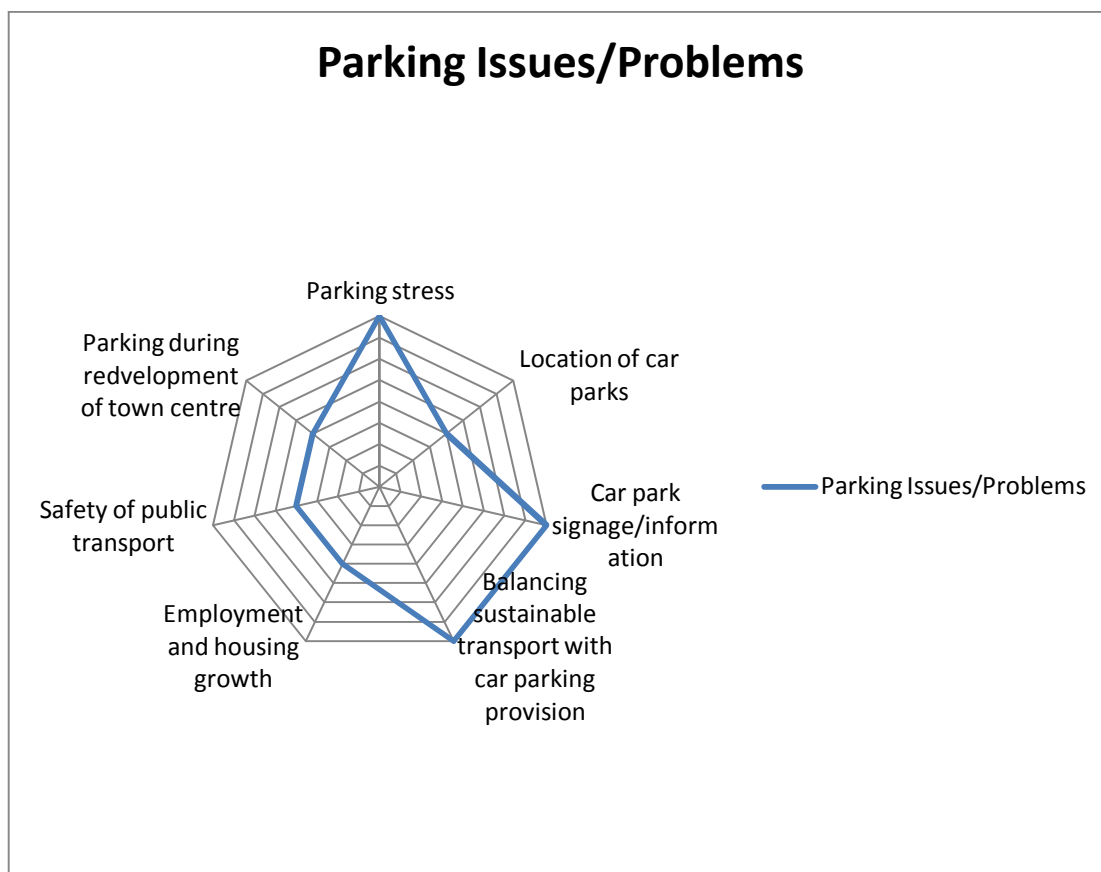 Parking Issues/Problems
Parking stress
Location of car
parks
Car park
signage/inform
ation
Balancing
sustainable
transport with
car parking
provision
Employment
and housing
growth
Safety of public
transport
Parking during
redvelopment
of town centre
Parking Issues/Problems